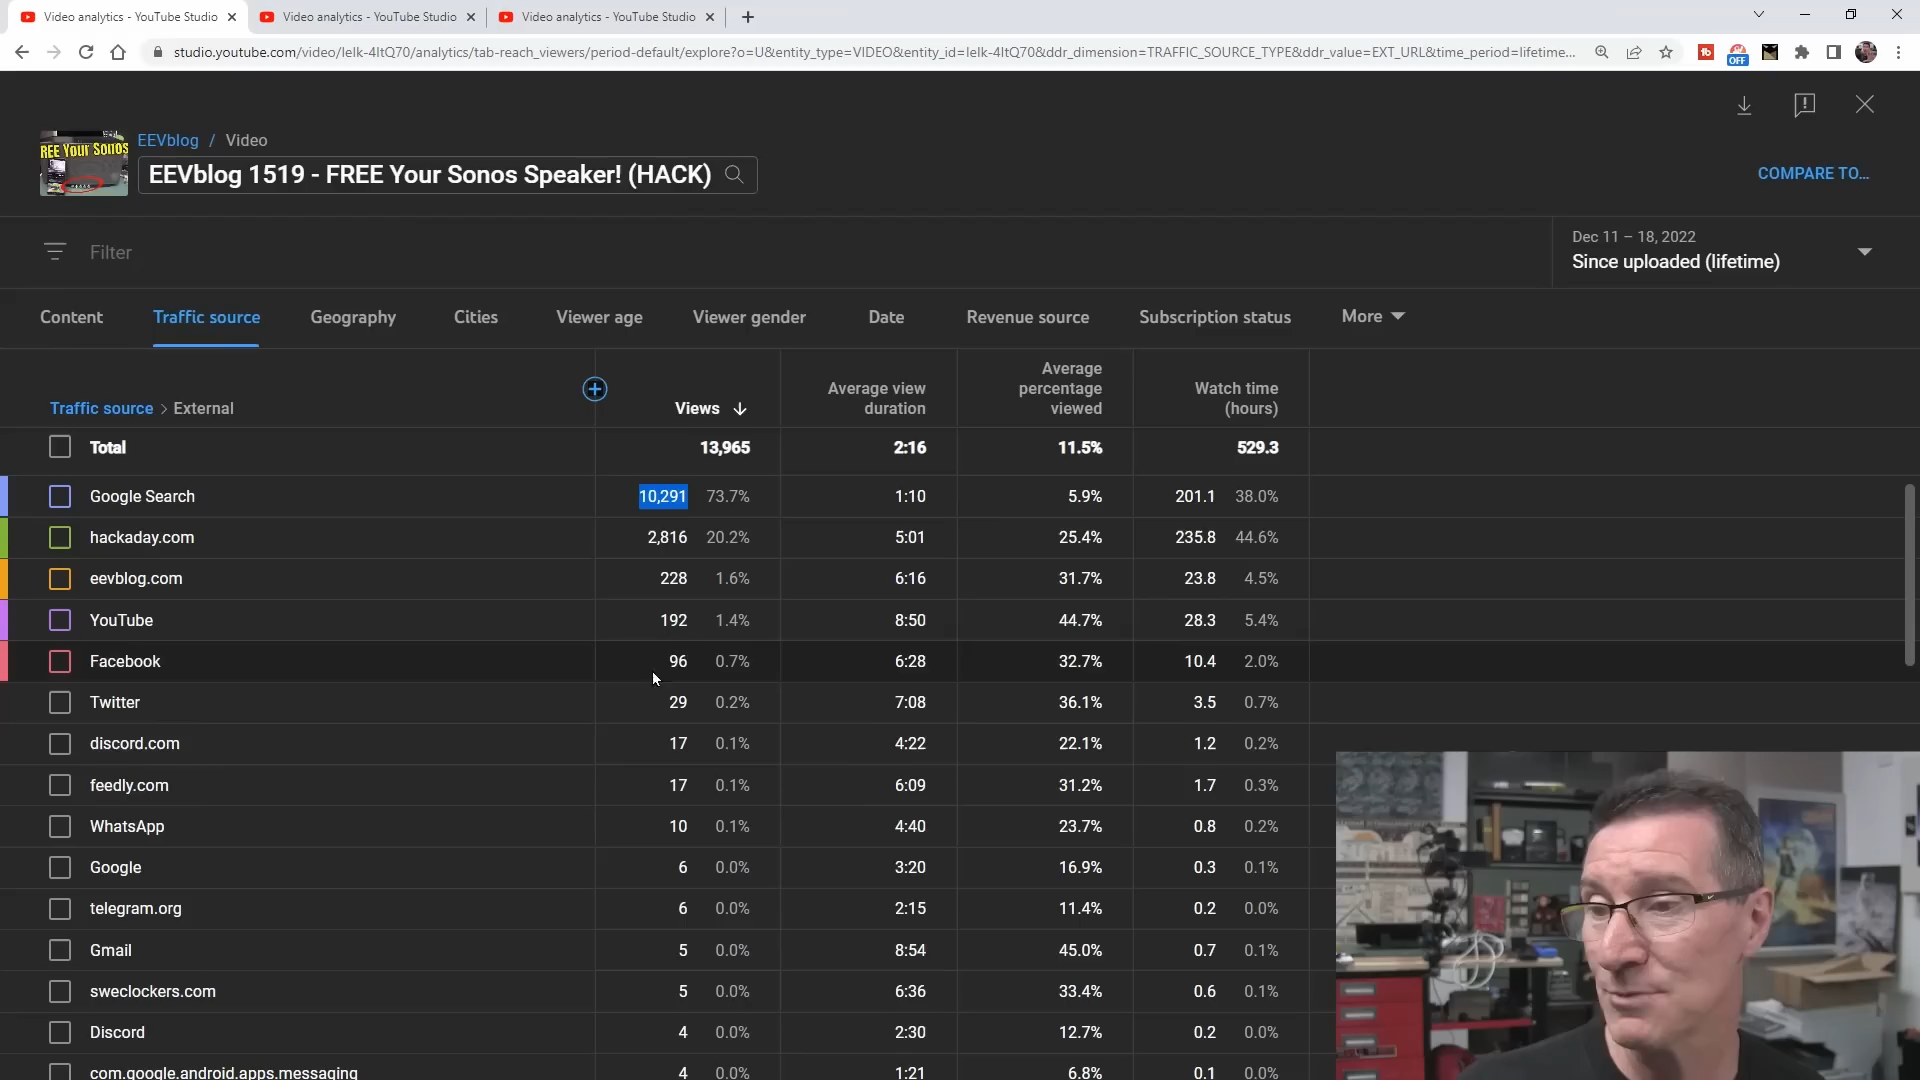 Video analytics - YouTube Studio
Video analytics - YouTube Studio
Video analytics - YouTube Studio
studio.youtube.com/video/lelk-4ltQ70/analytics/tab-reach_viewers/period-default/explore?o=U&entity_type=VIDEO&entity_id=lelk-4ltQ70&ddr_dimension=TRAFFIC_SOURCE_TYPE&ddr_value=EXT_URL&time_period=lifetime...
OFF
REE Your Sonos
EEVblog / Video
EEVblog 1519 - FREE Your Sonos Speaker! (HACK)
COMPARE TO...
Filter
Dec 11 – 18, 2022
Since uploaded (lifetime)
Content Traffic source Geography Cities Viewer age Viewer gender Date Revenue source Subscription status More
Traffic source > External Views Average view duration Average percentage viewed Watch time (hours)
Total 13,965 2:16 11.5% 529.3
Google Search 10,291 73.7% 1:10 5.9% 201.1 38.0%
hackaday.com 2,816 20.2% 5:01 25.4% 235.8 44.6%
eevblog.com 228 1.6% 6:16 31.7% 23.8 4.5%
YouTube 192 1.4% 8:50 44.7% 28.3 5.4%
Facebook 96 0.7% 6:28 32.7% 10.4 2.0%
Twitter 29 0.2% 7:08 36.1% 3.5 0.7%
discord.com 17 0.1% 4:22 22.1% 1.2 0.2%
feedly.com 17 0.1% 6:09 31.2% 1.7 0.3%
WhatsApp 10 0.1% 4:40 23.7% 0.8 0.2%
Google 6 0.0% 3:20 16.9% 0.3 0.1%
telegram.org 6 0.0% 2:15 11.4% 0.2 0.0%
Gmail 5 0.0% 8:54 45.0% 0.7 0.1%
sweclockers.com 5 0.0% 6:36 33.4% 0.6 0.1%
Discord 4 0.0% 2:30 12.7% 0.2 0.0%
com.google.android.apps.messaging 4 0.0% 1:21 6.8% 0.1 0.0%